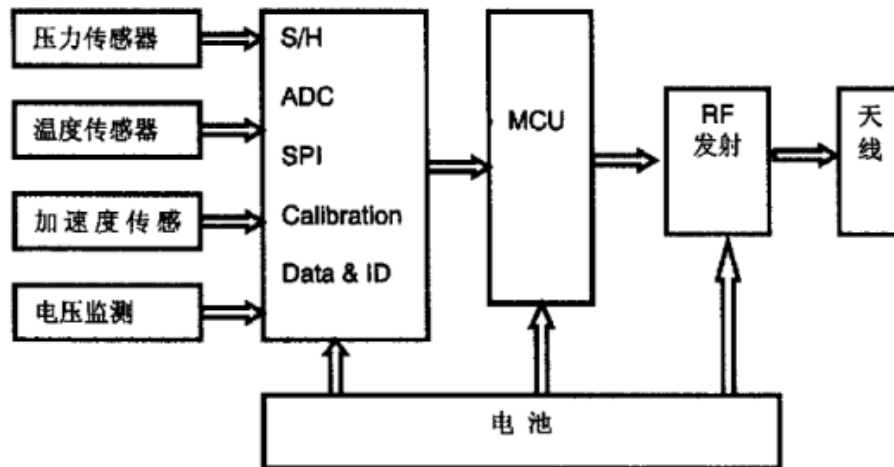 压力传感器
温度传感器
加速度传感
电压监测
S/H
ADC
SPI
Calibration
Data & ID
MCU
RF
发射
天
线
电池